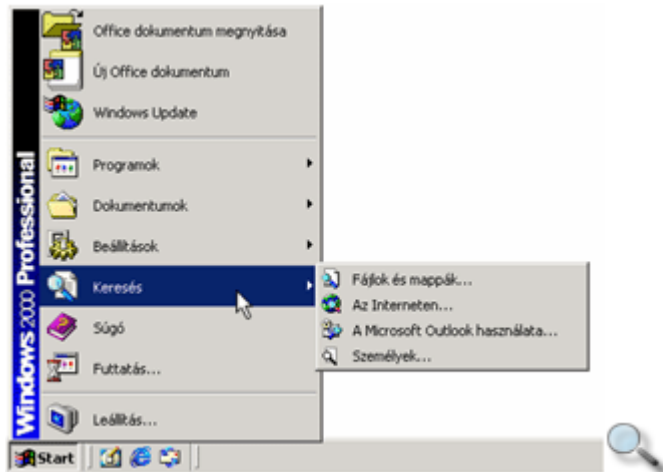 Office dokumentum megnyitása
Új Office dokumentum
Windows Update
Programok
Dokumentumok
Beállítások
Keresés
Súgó
Futtatás...
Leállítás...
Fájlok és mappák...
Az Interneten...
A Microsoft Outlook használata...
Személyek...
Windows 2000 Professional
Start